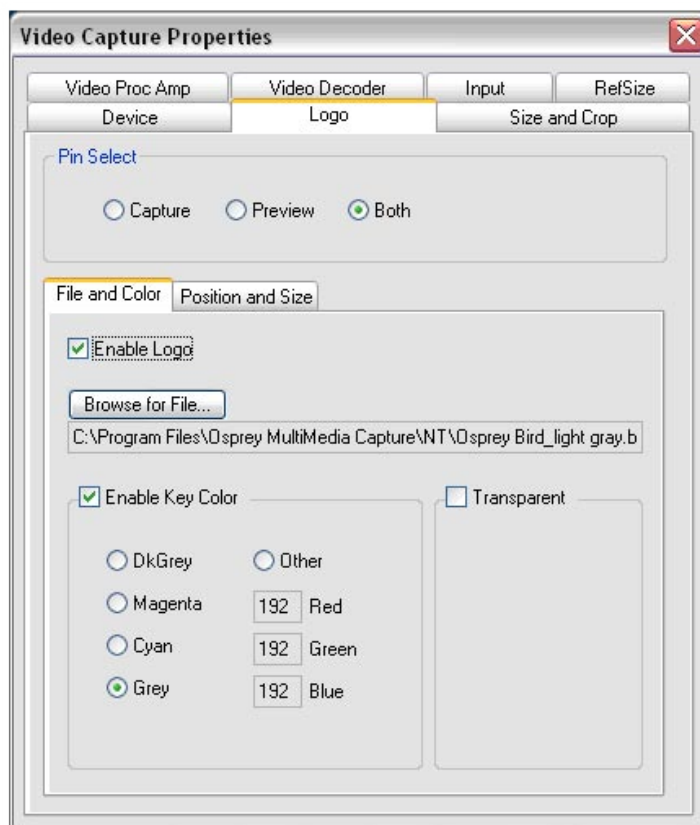 Video Capture Properties
Video Proc Amp Video Decoder Input RefSize
Device Logo Size and Crop
Pin Select
Capture Preview Both
File and Color Position and Size
Enable Logo
Browse for File...
C:\Program Files\Osprey MultiMedia Capture\NT\Osprey Bird_light gray.b
Enable Key Color Transparent
DkGrey Other
Magenta 192 Red
Cyan 192 Green
Grey 192 Blue